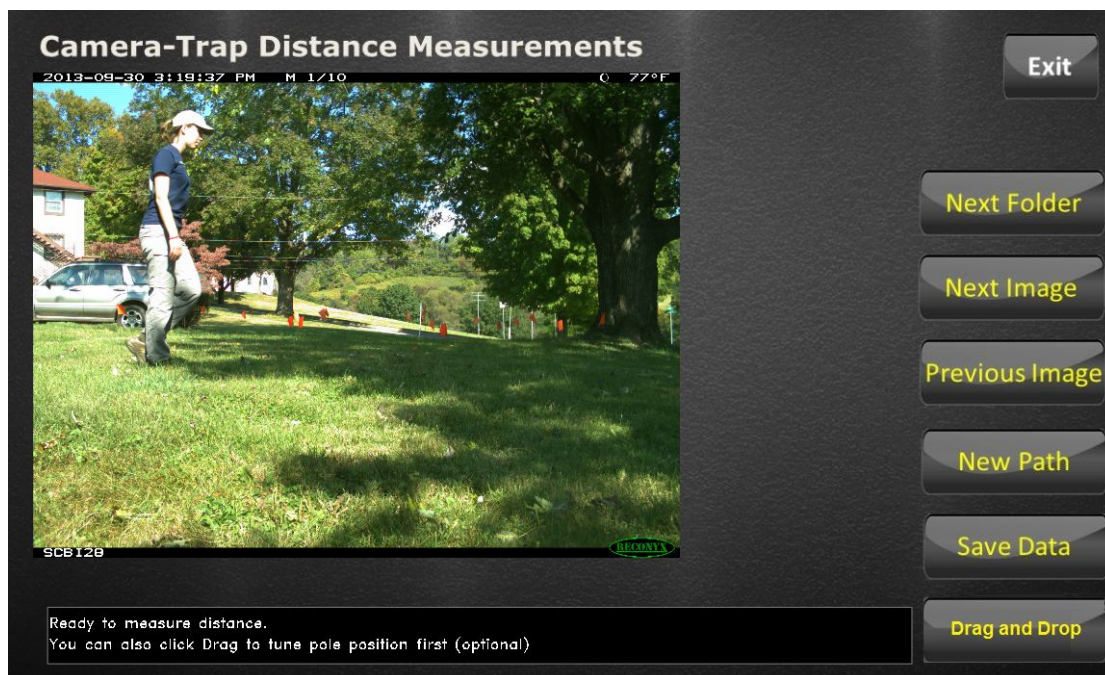 Camera-Trap Distance Measurements
Exit
2013-09-30 3:19:37 PM M 1/10 77°F
Next Folder
Next Image
Previous Image
New Path
SCBI28
RECONYX
Save Data
Ready to measure distance.
You can also click Drag to tune pole position first (optional)
Drag and Drop